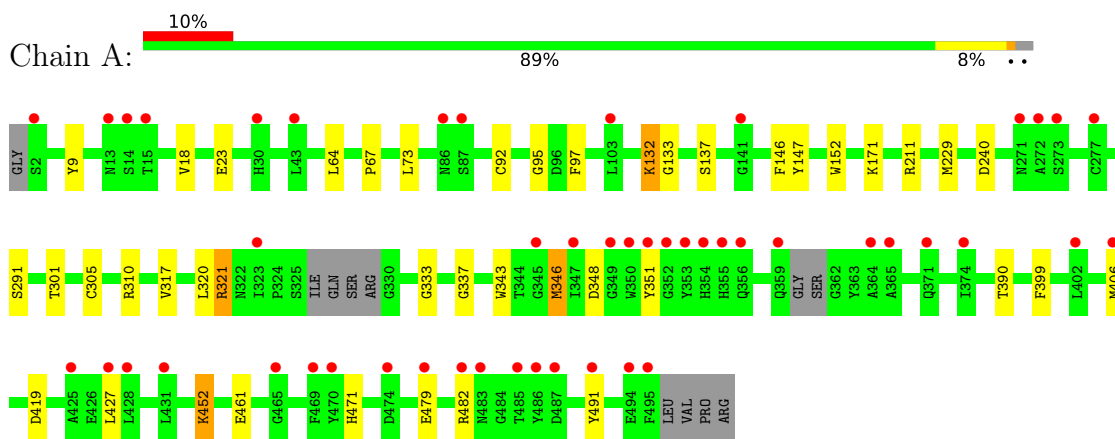 10%
Chain A:
89% 8% • •
GLY S2 Y9 N13 S14 T15 V18 E23 H30 L43 L64 P67 L73 N86 S87 C92 G95 D96 F97 L103 K132 G133 S137 G141 F146 Y147 W152 K171 R211 M229 D240 N271 A272 S273 C277
S291 T301 C305 R310 V317 L320 R321 N322 I323 P324 S325 ILE GLN SER ARG G330 G333 G337 W343 T344 G345 M346 I347 D348 G349 W350 Y351 G352 Y353 H354 H355 Q356 Q359 GLY SER G362 Y363 A364 A365 Q371 I374 T390 F399 L402 M406
D419 A425 E426 L427 L428 L431 K452 E461 G465 F469 Y470 H471 D474 E479 R482 N483 G484 T485 Y486 D487 Y491 E494 F495 LEU VAL PRO ARG